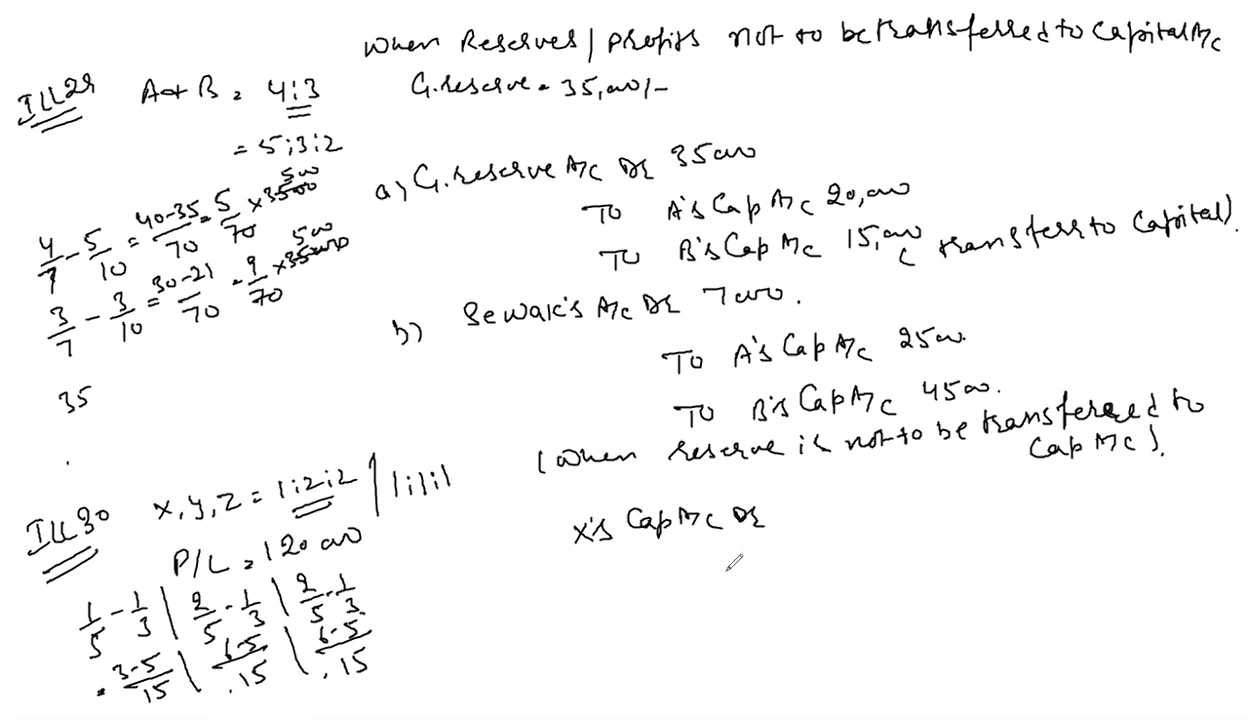 When Reserves / Profits not to be transferred to Capital A/c
ILL 29 A & B = 4:3 G.reserve = 35,000/-
= 5:3:2
4/7 - 5/10 = 40-35/70 = 5/70 × 35000 500
3/7 - 3/10 = 30-21/70 = 9/70 × 35000 500
35
a) G.reserve A/c Dr 35000
To A's Cap A/c 20,000
To B's Cap A/c 15,000
( transfers to Capital).
b) Sewak's A/c Dr 7000.
To A's Cap A/c 2500.
To B's Cap A/c 4500.
(When reserve is not to be transferred to
Cap A/c).
ILL 30 X, Y, Z = 1:2:2 / 1:1:1
P/L = 120000
1/5 - 1/3 | 2/5 - 1/3 | 2/5 - 1/3
= 3-5/15 | 6-5/15 | 6-5/15
X's Cap A/c Dr